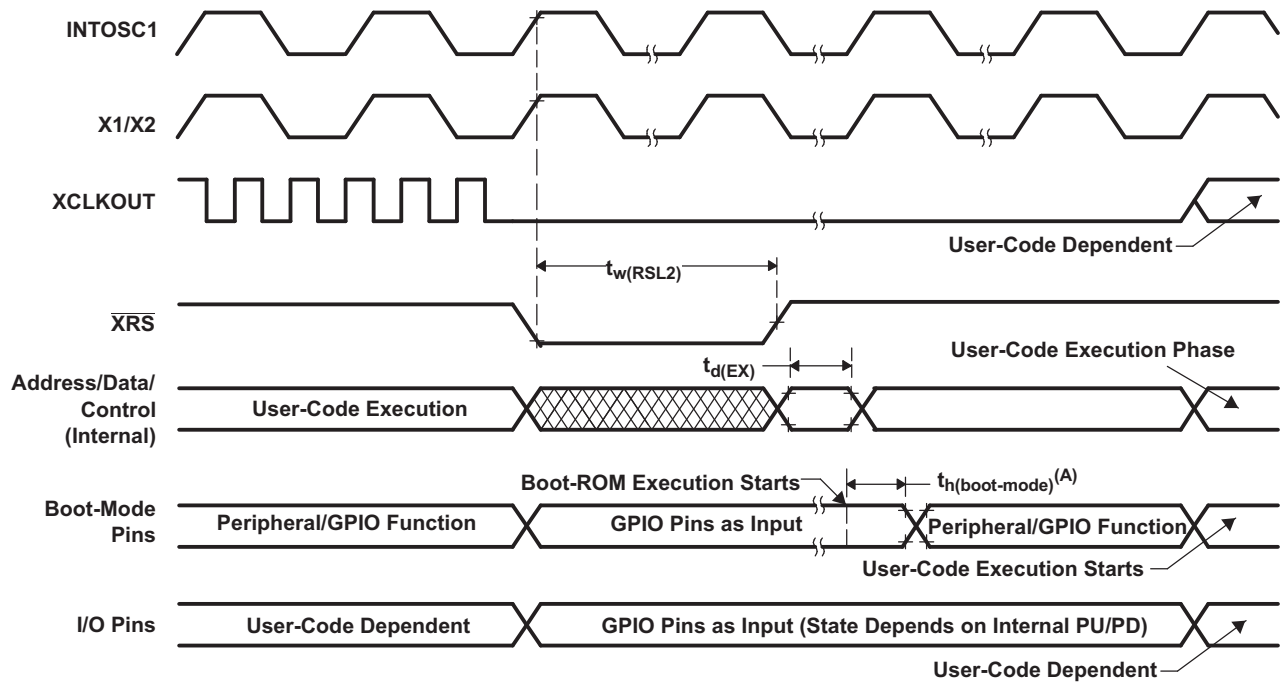 INTOSC1
X1/X2
XCLKOUT
User-Code Dependent
tw(RSL2)
XRS
User-Code Execution Phase
td(EX)
Address/Data/
Control
(Internal)
User-Code Execution
Boot-ROM Execution Starts
th(boot-mode)(A)
Boot-Mode
Pins
Peripheral/GPIO Function
GPIO Pins as Input
Peripheral/GPIO Function
User-Code Execution Starts
I/O Pins
User-Code Dependent
GPIO Pins as Input (State Depends on Internal PU/PD)
User-Code Dependent